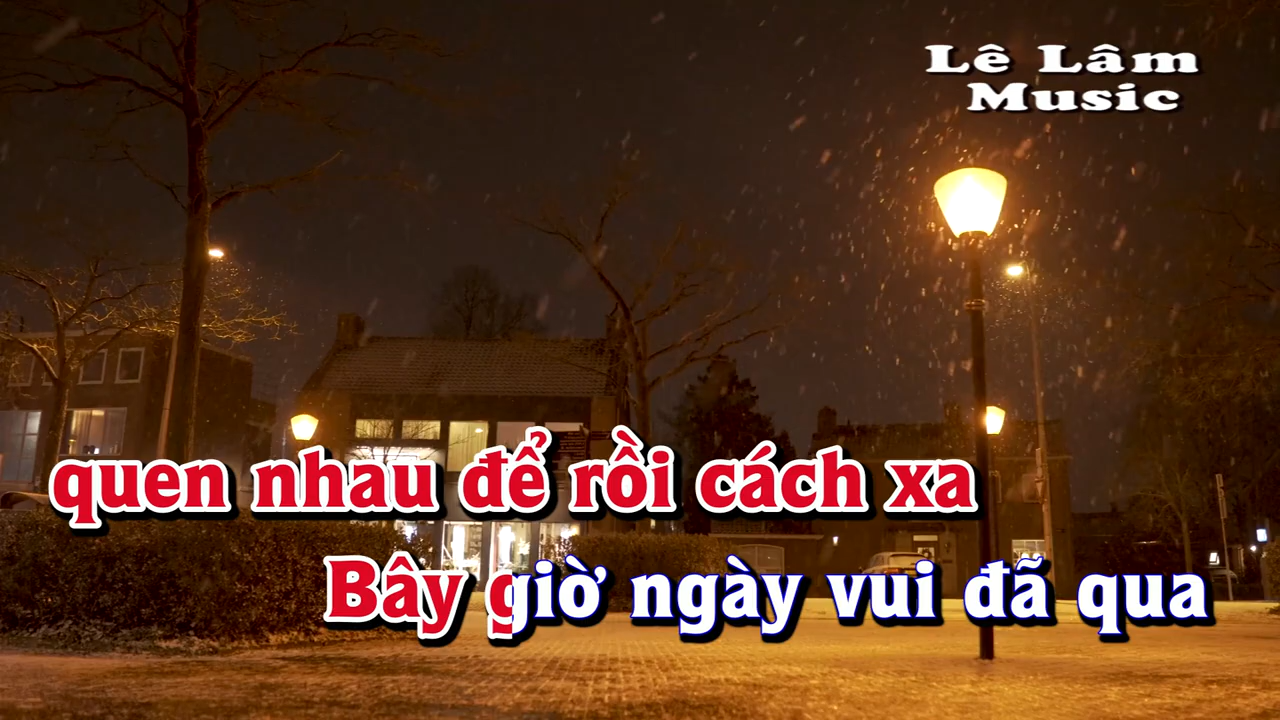 Lê Lâm
Music
quen nhau để rồi cách xa
Bây giờ ngày vui đã qua